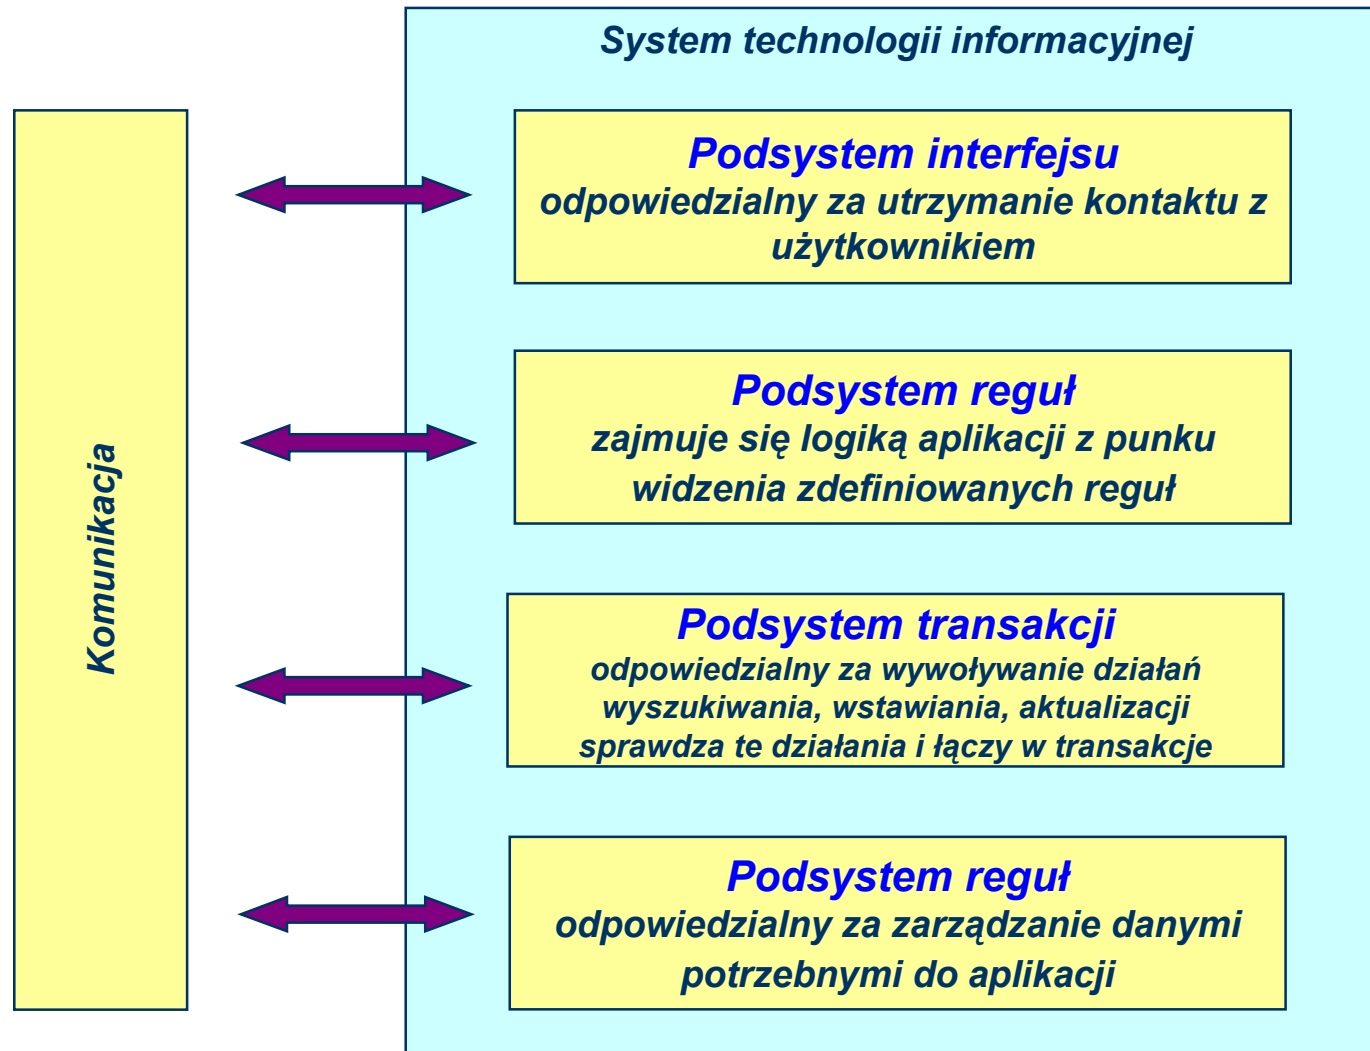 System technologii informacyjnej
Komunikacja
Podsystem interfejsu
odpowiedzialny za utrzymanie kontaktu z
użytkownikiem
Podsystem reguł
zajmuje się logiką aplikacji z punku
widzenia zdefiniowanych reguł
Podsystem transakcji
odpowiedzialny za wywoływanie działań
wyszukiwania, wstawiania, aktualizacji
sprawdza te działania i łączy w transakcje
Podsystem reguł
odpowiedzialny za zarządzanie danymi
potrzebnymi do aplikacji